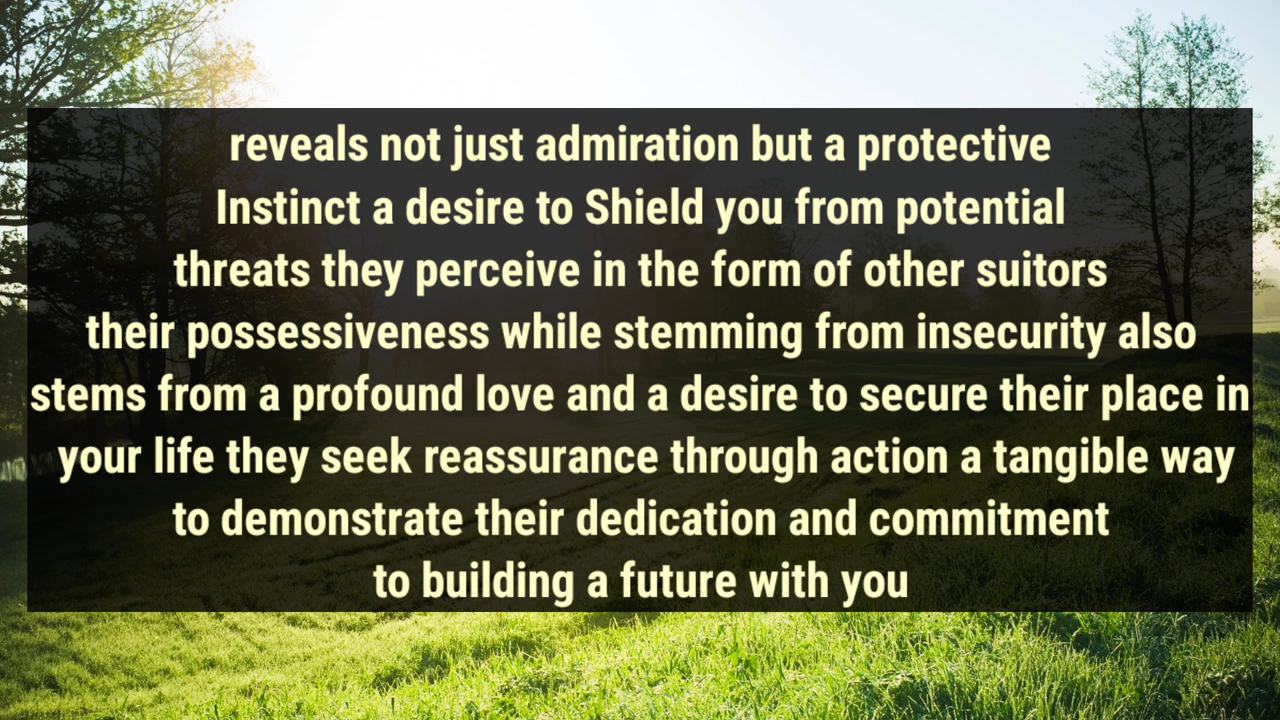 reveals not just admiration but a protective
Instinct a desire to Shield you from potential
threats they perceive in the form of other suitors
their possessiveness while stemming from insecurity also
stems from a profound love and a desire to secure their place in
your life they seek reassurance through action a tangible way
to demonstrate their dedication and commitment
to building a future with you